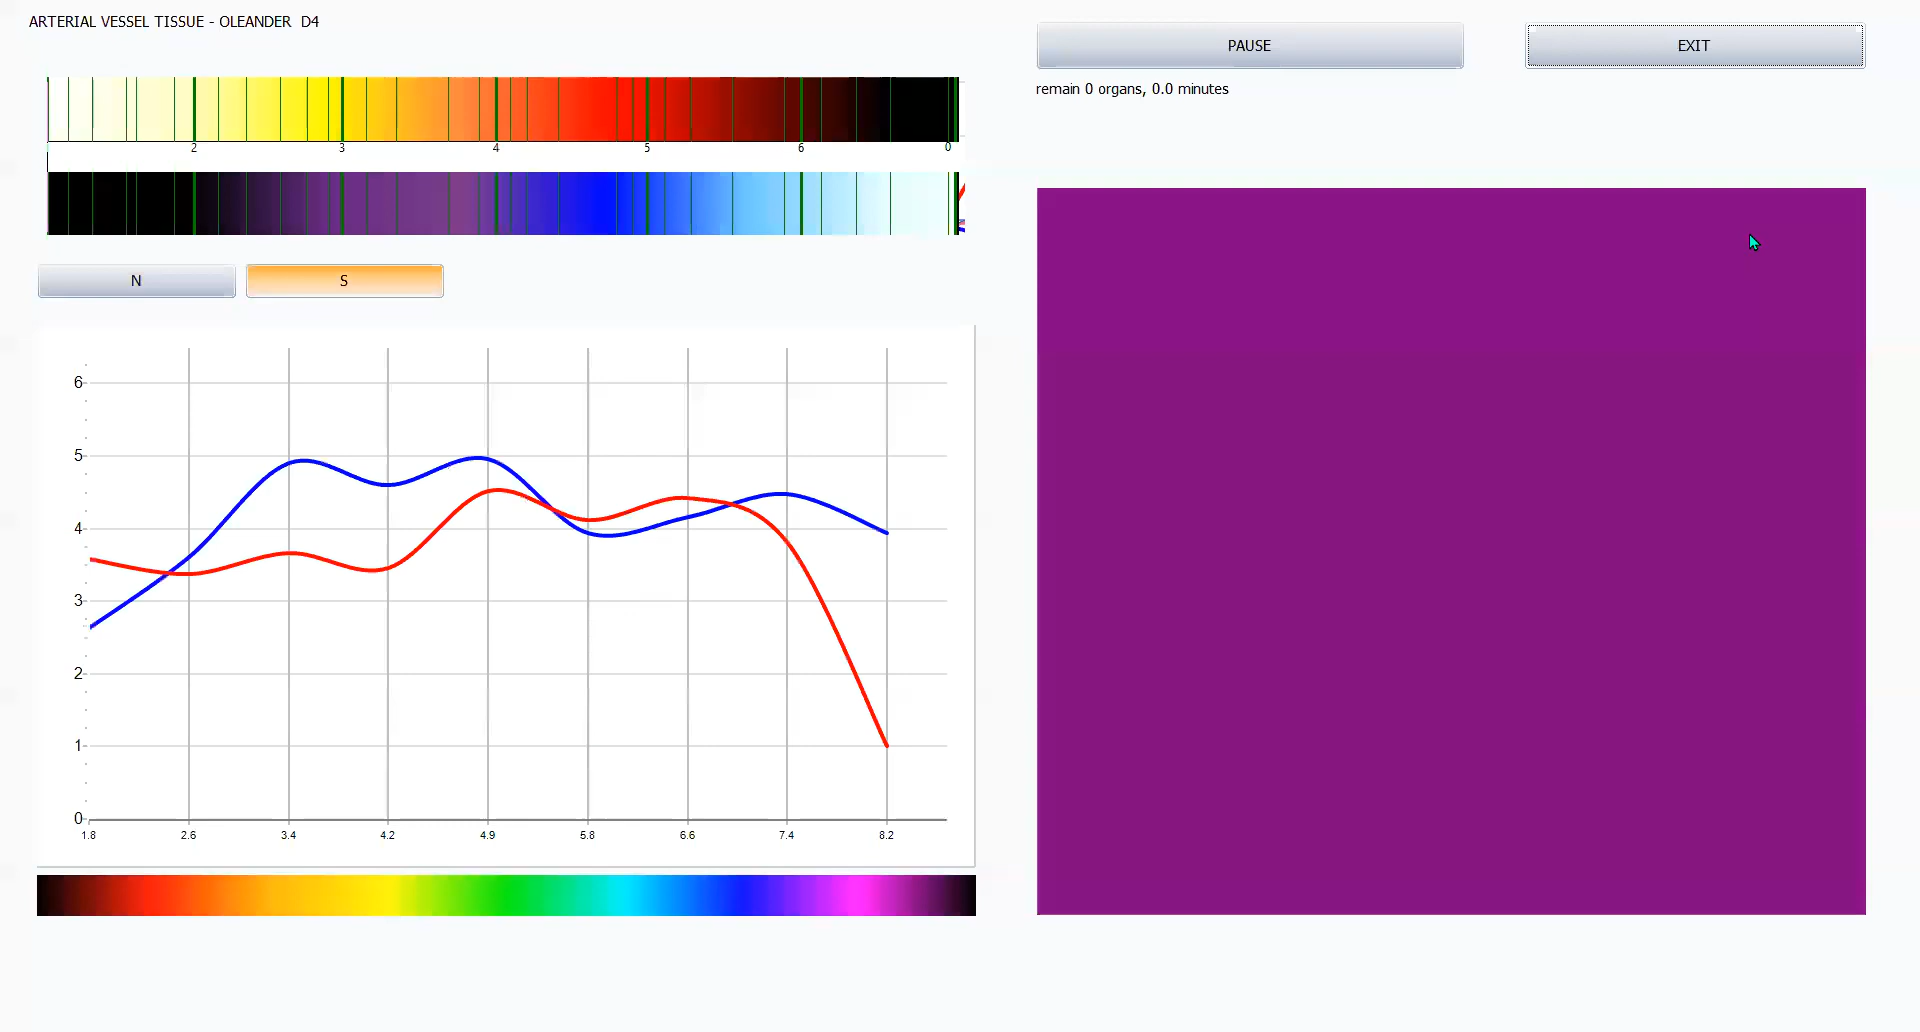 ARTERIAL VESSEL TISSUE - OLEANDER D4
PAUSE
EXIT
remain 0 organs, 0.0 minutes
2 3 4 5 6 0
N
S
6
5
4
3
2
1
0
1.8 2.6 3.4 4.2 4.9 5.8 6.6 7.4 8.2